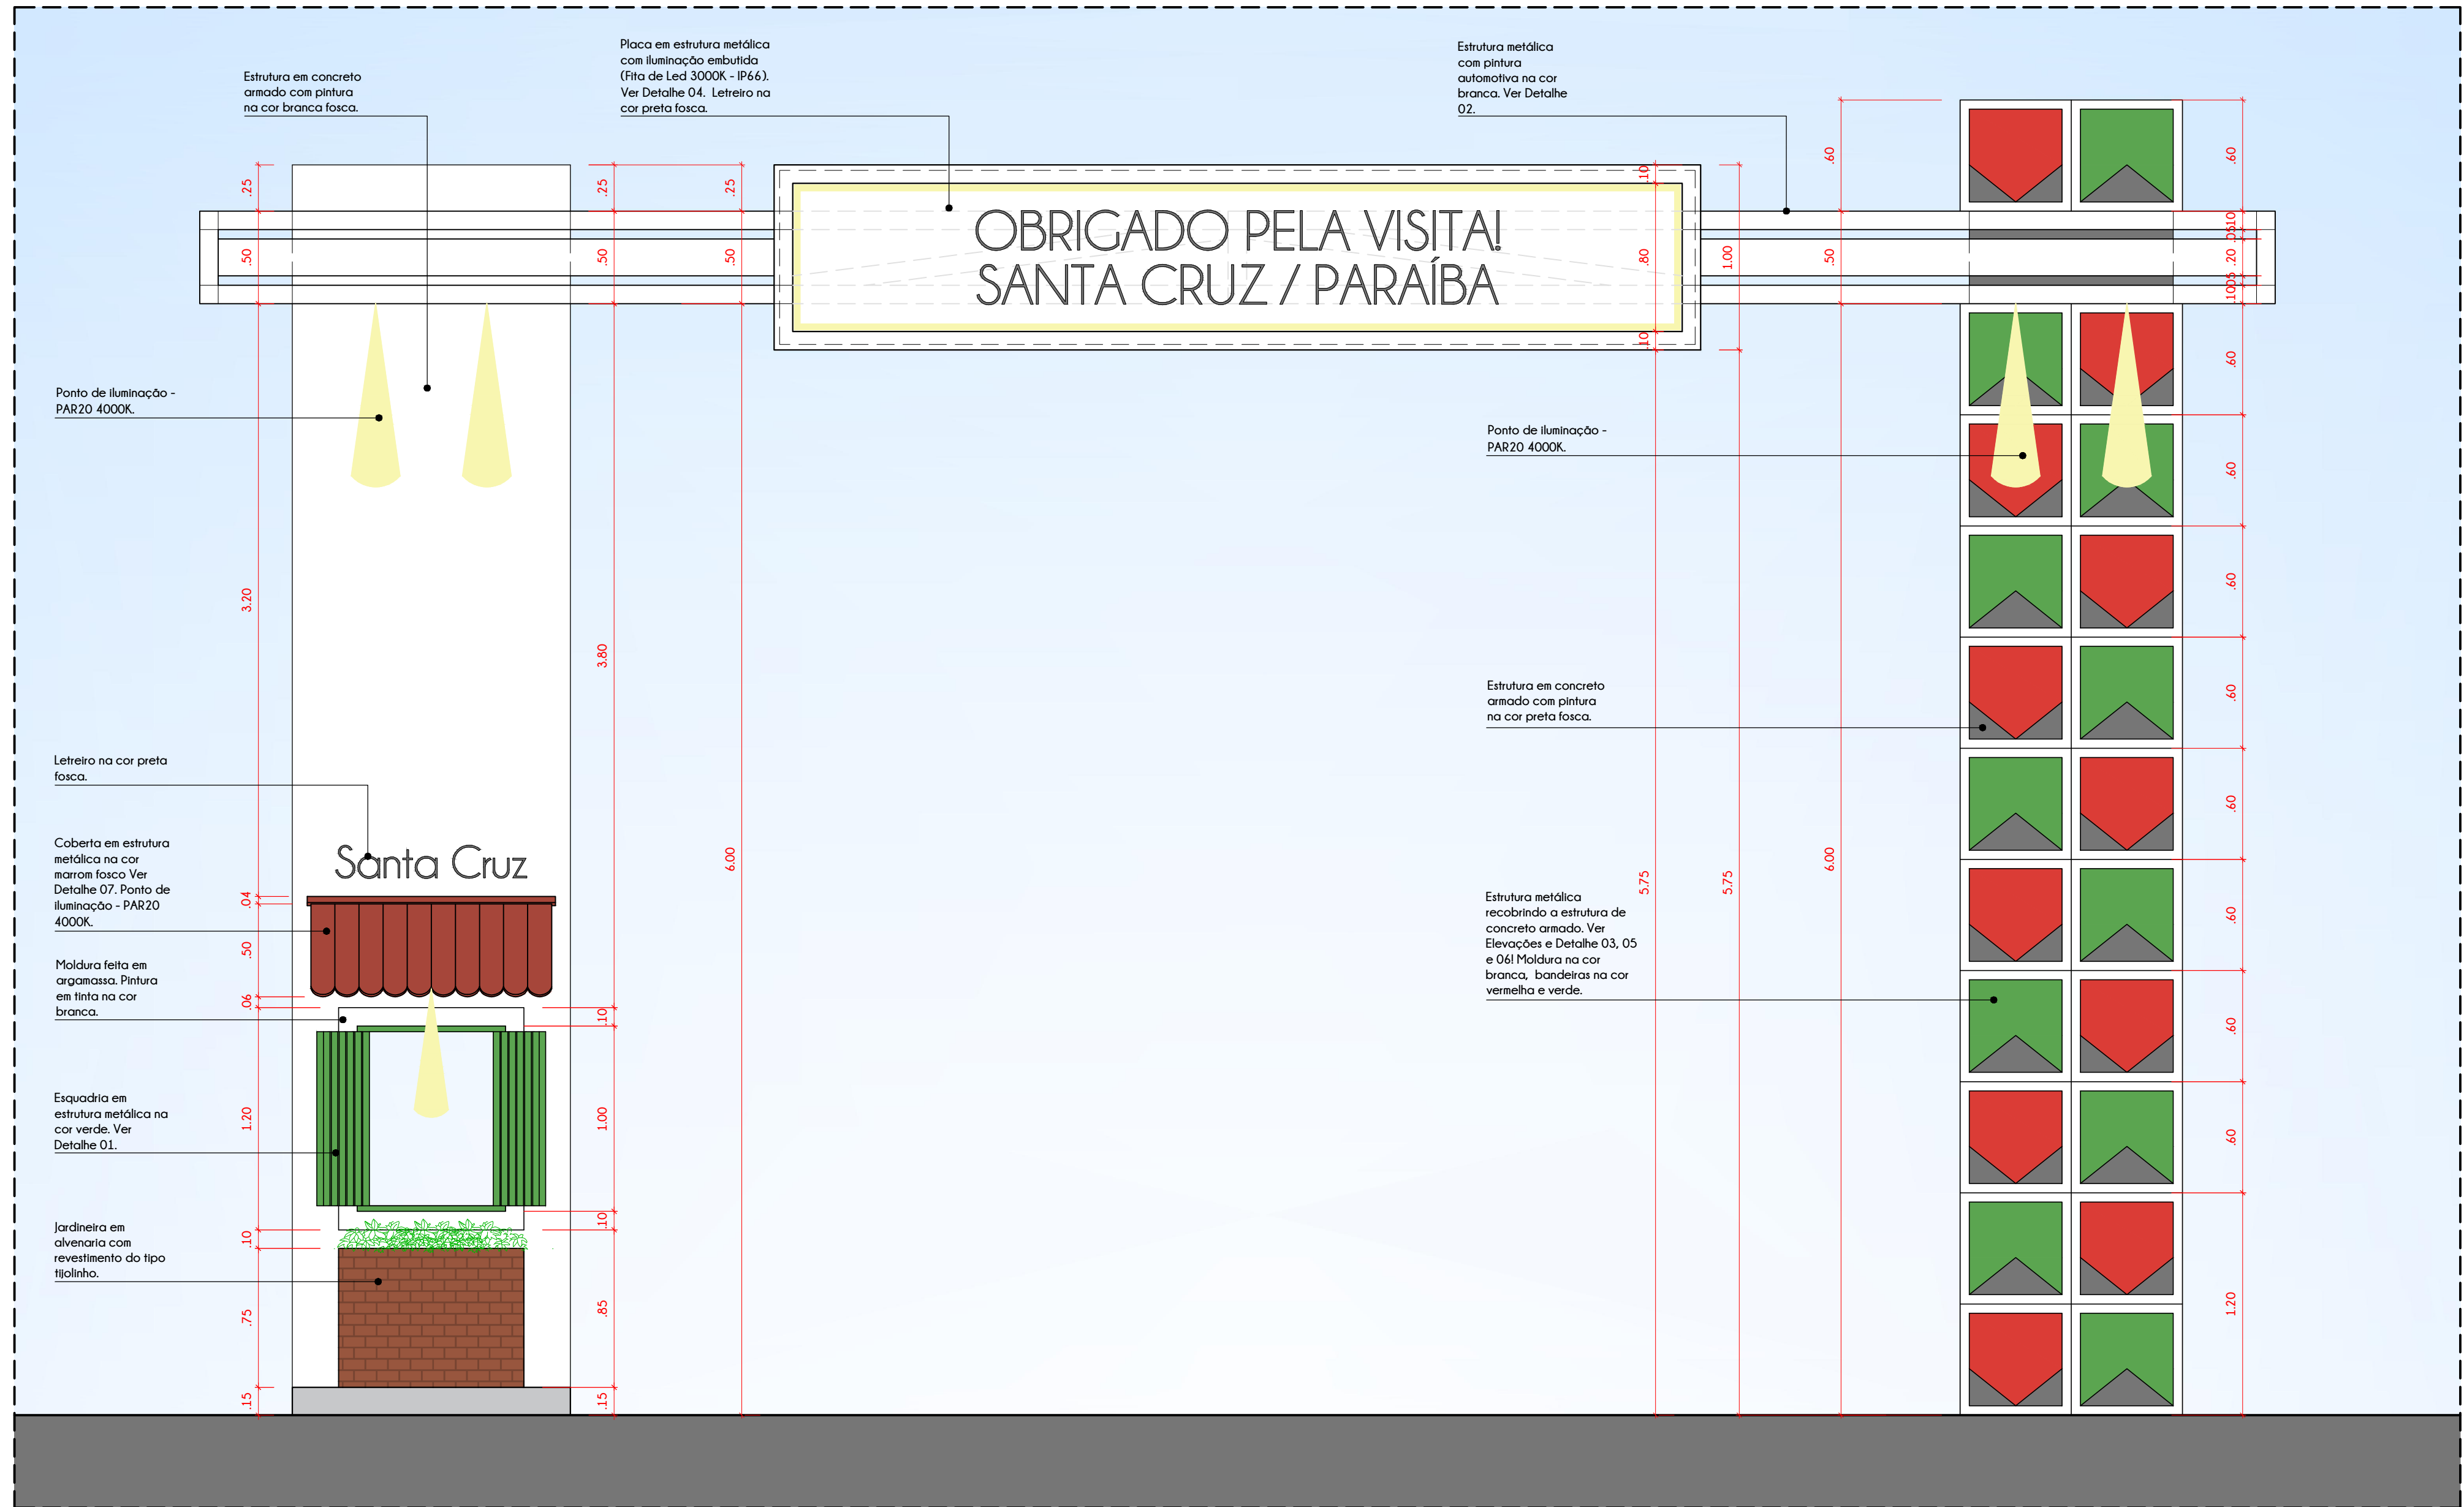 Estrutura em concreto
armado com pintura
na cor branca fosca.
Placa em estrutura metálica
com iluminação embutida
(Fita de Led 3000K - IP66).
Ver Detalhe 04. Letreiro na
cor preta fosca.
Estrutura metálica
com pintura
automotiva na cor
branca. Ver Detalhe
02.
OBRIGADO PELA VISITA!
SANTA CRUZ / PARAÍBA
Ponto de iluminação -
PAR20 4000K.
Letreiro na cor preta
fosca.
Santa Cruz
Coberta em estrutura
metálica na cor
marrom fosco Ver
Detalhe 07. Ponto de
iluminação - PAR20
4000K.
Moldura feita em
argamassa. Pintura
em tinta na cor
branca.
Esquadria em
estrutura metálica na
cor verde. Ver
Detalhe 01.
Jardineira em
alvenaria com
revestimento do tipo
tijolinho.
Ponto de iluminação -
PAR20 4000K.
Estrutura em concreto
armado com pintura
na cor preta fosca.
Estrutura metálica
recobrindo a estrutura de
concreto armado. Ver
Elevações e Detalhe 03, 05
e 06! Moldura na cor
branca, bandeiras na cor
vermelha e verde.
.25
.50
3.20
.04
.50
.06
1.20
.10
.75
.15
.25
.50
3.80
.10
1.00
.10
.85
.15
.25
.50
6.00
.10
.80
.10
5.75
1.00
5.75
.60
.50
6.00
.60
.10
.05
.20
.05
.10
.60
.60
.60
.60
.60
.60
.60
.60
1.20